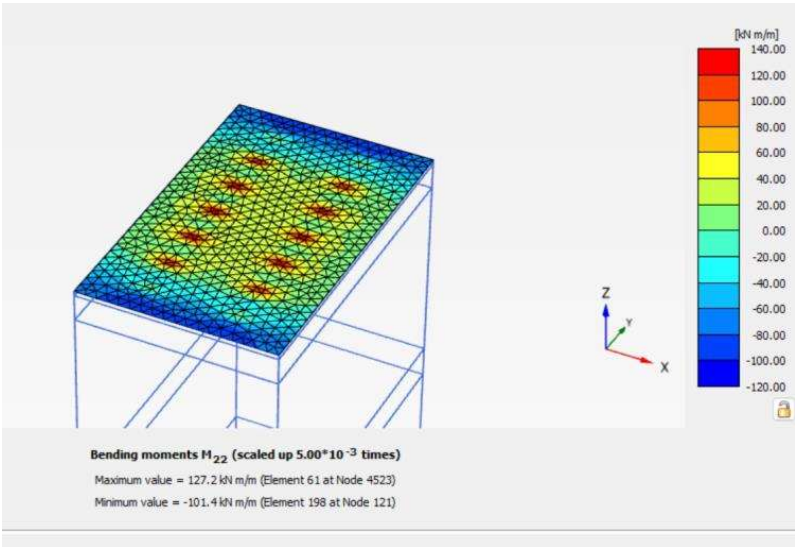 [kN m/m]
140.00
120.00
100.00
80.00
60.00
40.00
20.00
0.00
-20.00
-40.00
-60.00
-80.00
-100.00
-120.00
Z
Y
X
Bending moments M22 (scaled up 5.00*10-3 times)
Maximum value = 127.2 kN m/m (Element 61 at Node 4523)
Minimum value = -101.4 kN m/m (Element 198 at Node 121)